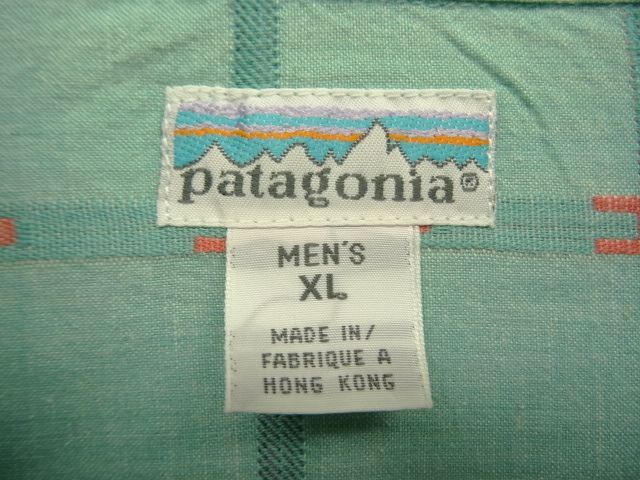 patagonia®
MEN'S
XL
MADE IN/
FABRIQUE A
HONG KONG